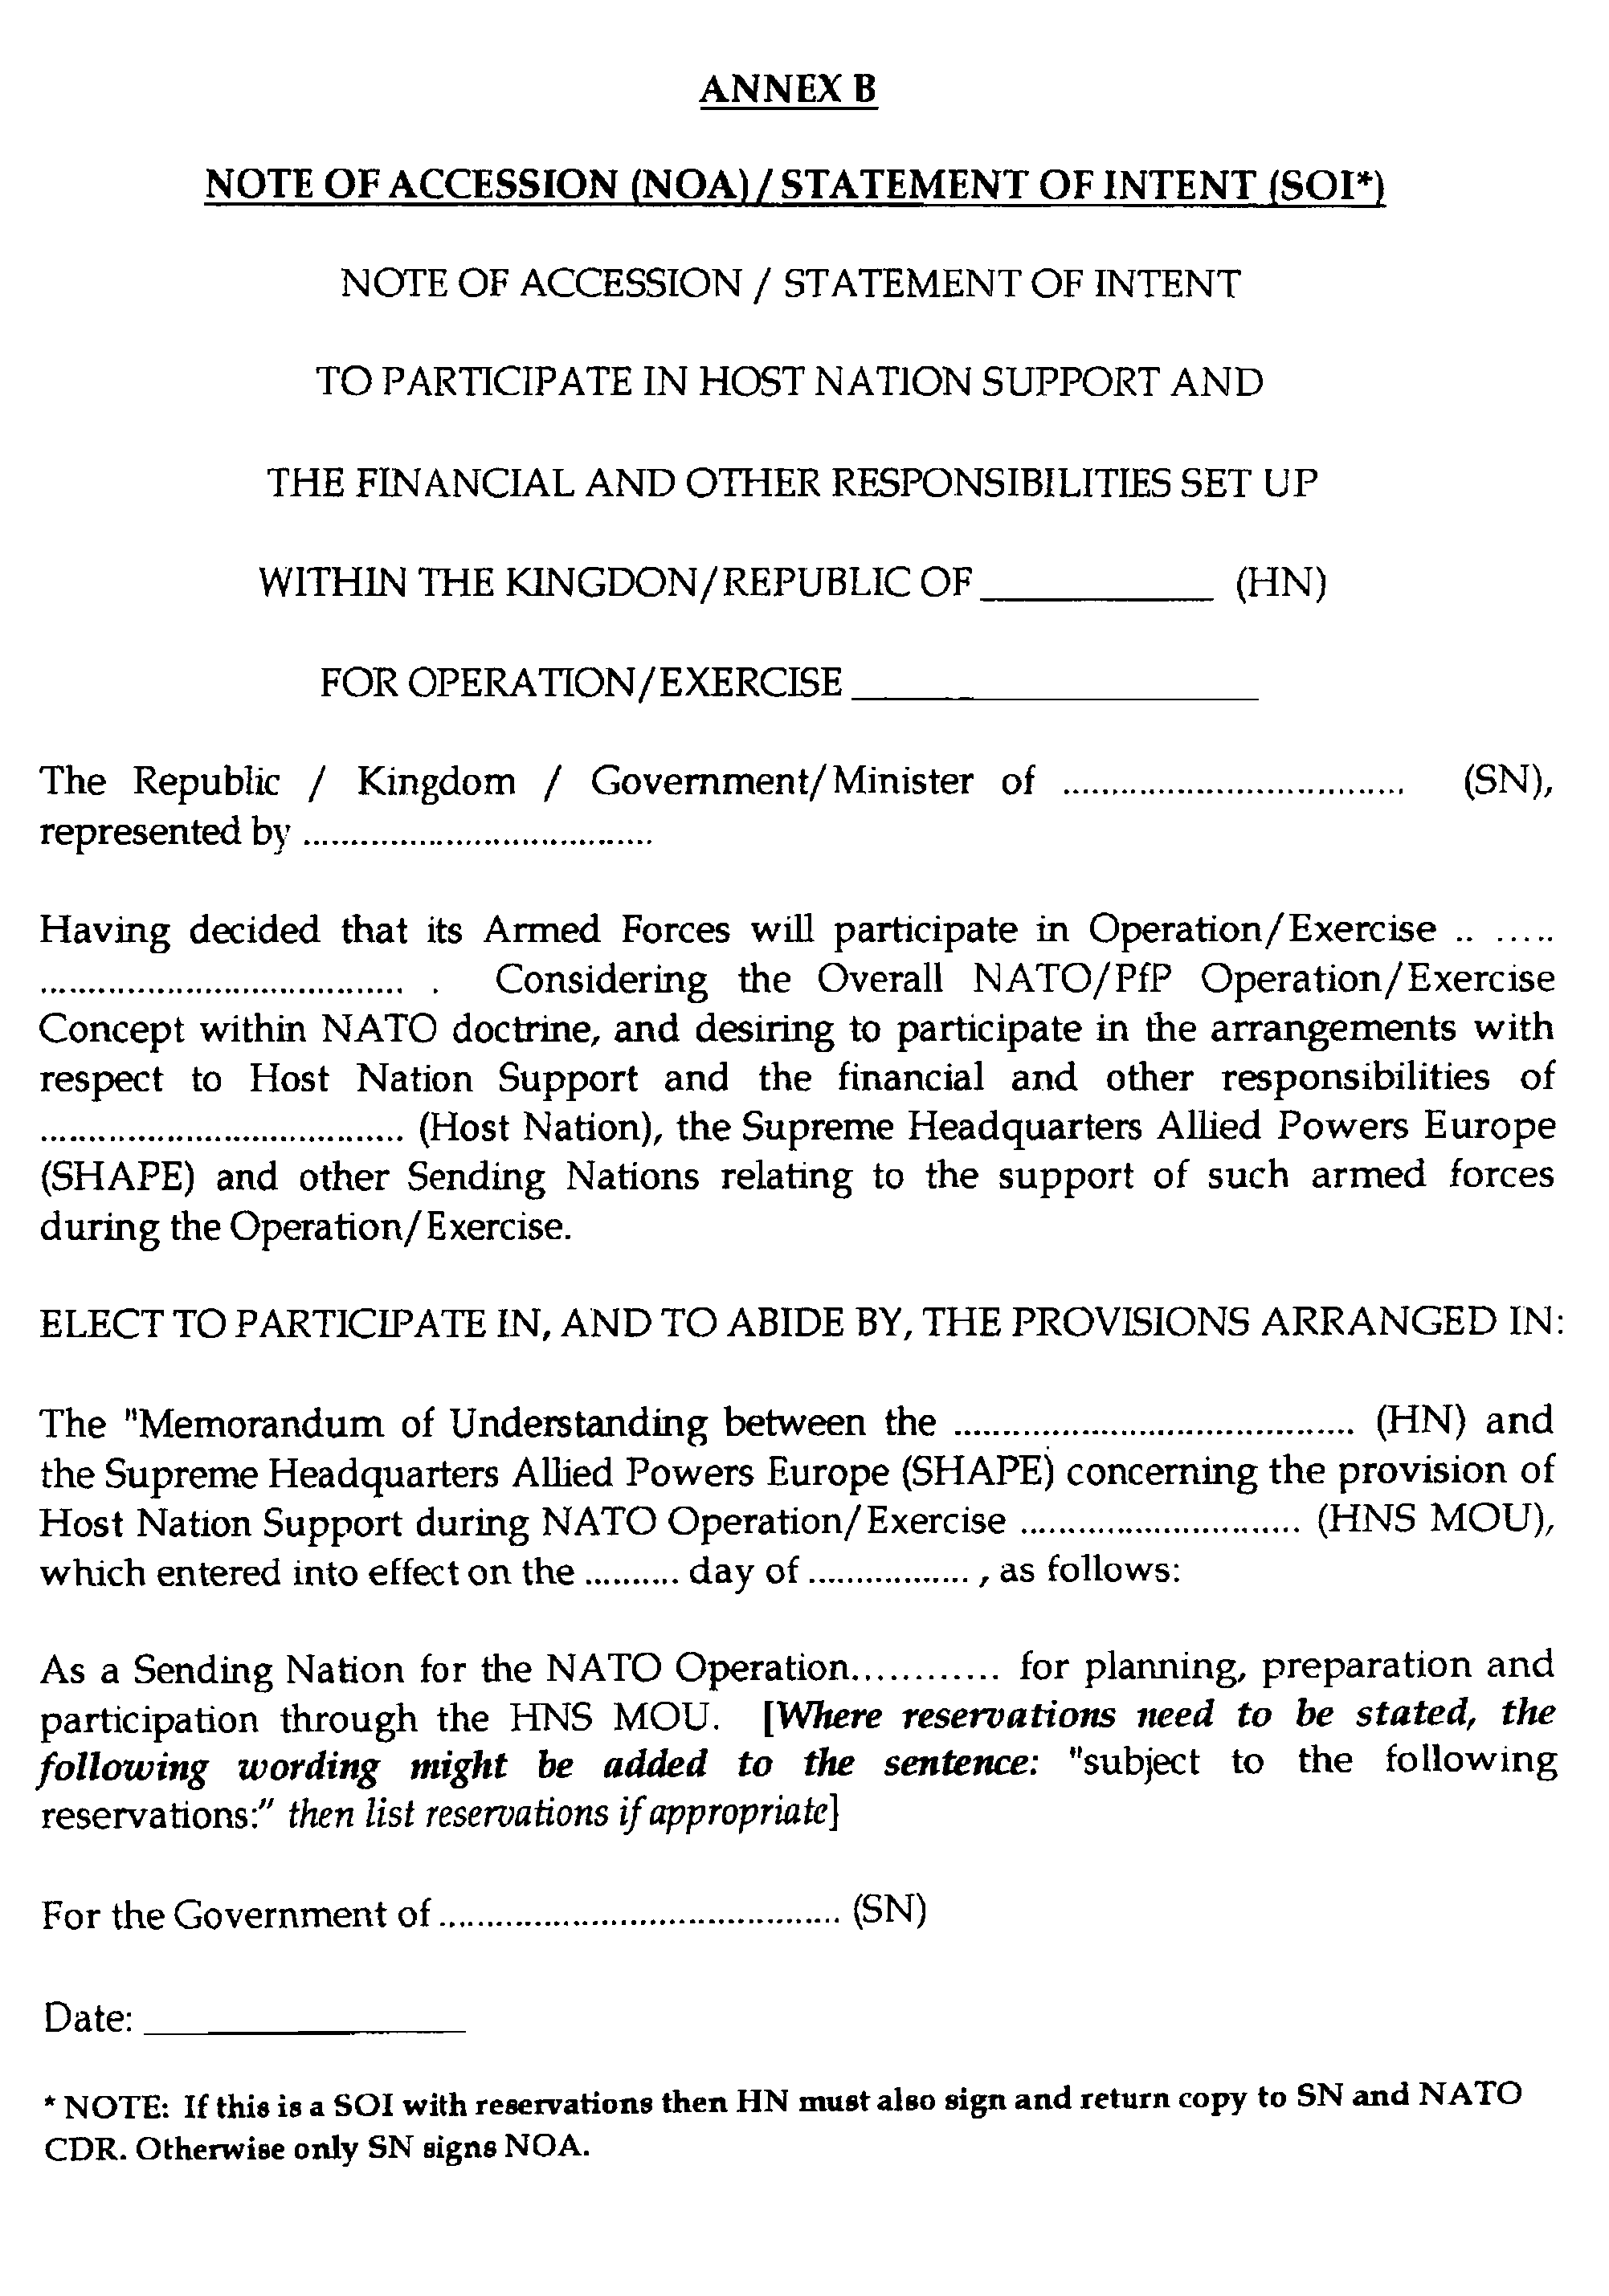 ANNEX B
NOTE OF ACCESSION (NOA) / STATEMENT OF INTENT (SOI*)
NOTE OF ACCESSION / STATEMENT OF INTENT
TO PARTICIPATE IN HOST NATION SUPPORT AND
THE FINANCIAL AND OTHER RESPONSIBILITIES SET UP
WITHIN THE KINGDON/REPUBLIC OF ____________ (HN)
FOR OPERATION/EXERCISE _____________________
The Republic / Kingdom / Government/Minister of ................................... (SN),
represented by ....................................
Having decided that its Armed Forces will participate in Operation/Exercise .. .....
..................................... . Considering the Overall NATO/PfP Operation/Exercise
Concept within NATO doctrine, and desiring to participate in the arrangements with
respect to Host Nation Support and the financial and other responsibilities of
..................................... (Host Nation), the Supreme Headquarters Allied Powers Europe
(SHAPE) and other Sending Nations relating to the support of such armed forces
during the Operation/Exercise.
ELECT TO PARTICIPATE IN, AND TO ABIDE BY, THE PROVISIONS ARRANGED IN:
The "Memorandum of Understanding between the ......................................... (HN) and
the Supreme Headquarters Allied Powers Europe (SHAPE) concerning the provision of
Host Nation Support during NATO Operation/Exercise ............................. (HNS MOU),
which entered into effect on the .......... day of ................. , as follows:
As a Sending Nation for the NATO Operation............ for planning, preparation and
participation through the HNS MOU. [Where reservations need to be stated, the
following wording might be added to the sentence: "subject to the following
reservations:" then list reservations if appropriate]
For the Government of ......................................... (SN)
Date: ________________
* NOTE: If this is a SOI with reservations then HN must also sign and return copy to SN and NATO
CDR. Otherwise only SN signs NOA.